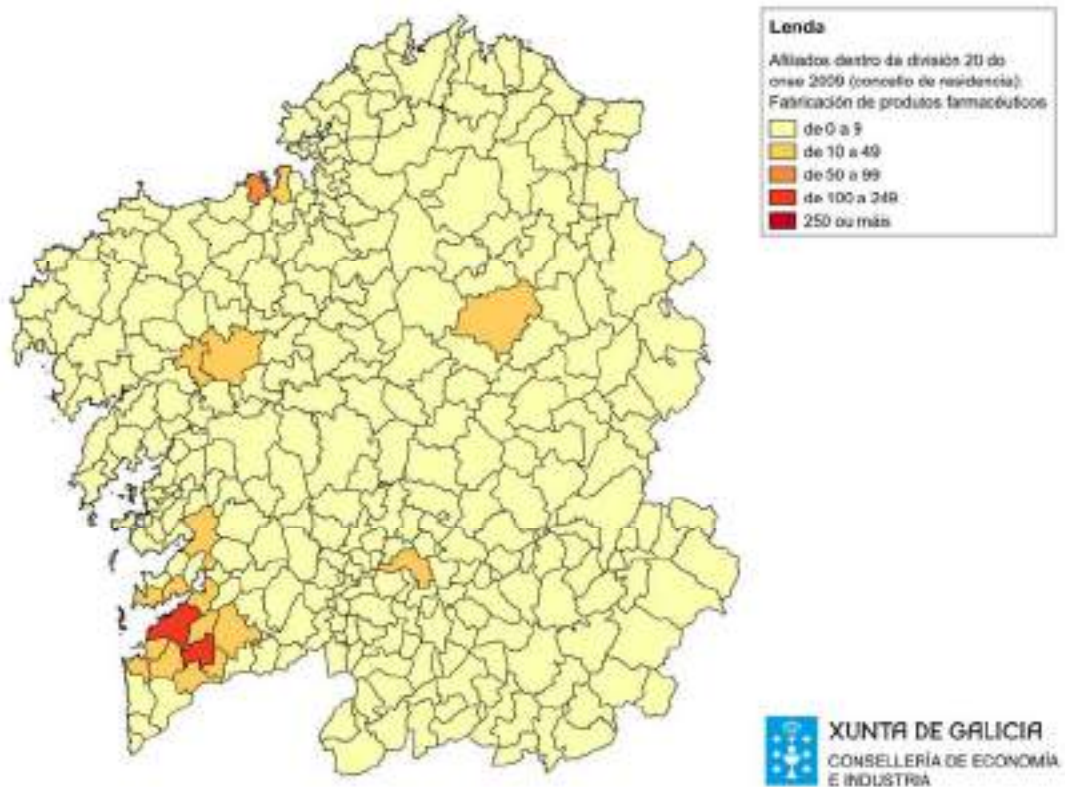 Lenda
Afiliados dentro da división 20 do
cnae 2009 (concello de residencia):
Fabricación de produtos farmacéuticos
de 0 a 9
de 10 a 49
de 50 a 99
de 100 a 249
250 ou máis
XUNTA DE GALICIA
CONSELLERÍA DE ECONOMÍA
E INDUSTRIA